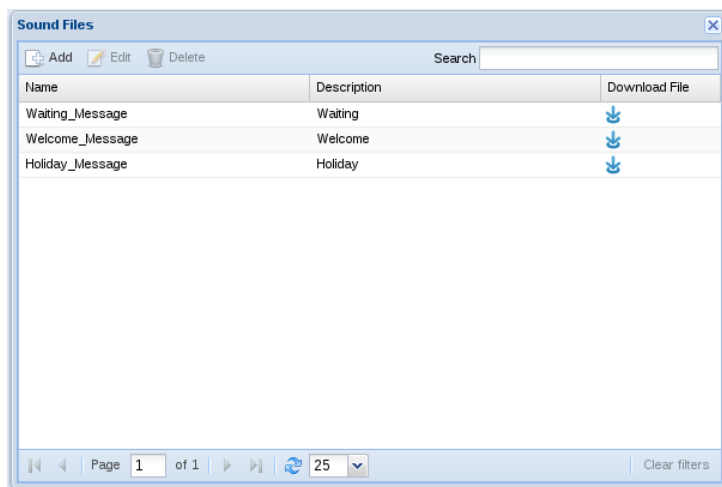 Sound Files
Add Edit Delete Search
Name Description Download File
Waiting_Message Waiting
Welcome_Message Welcome
Holiday_Message Holiday
Page 1 of 1 25 Clear filters